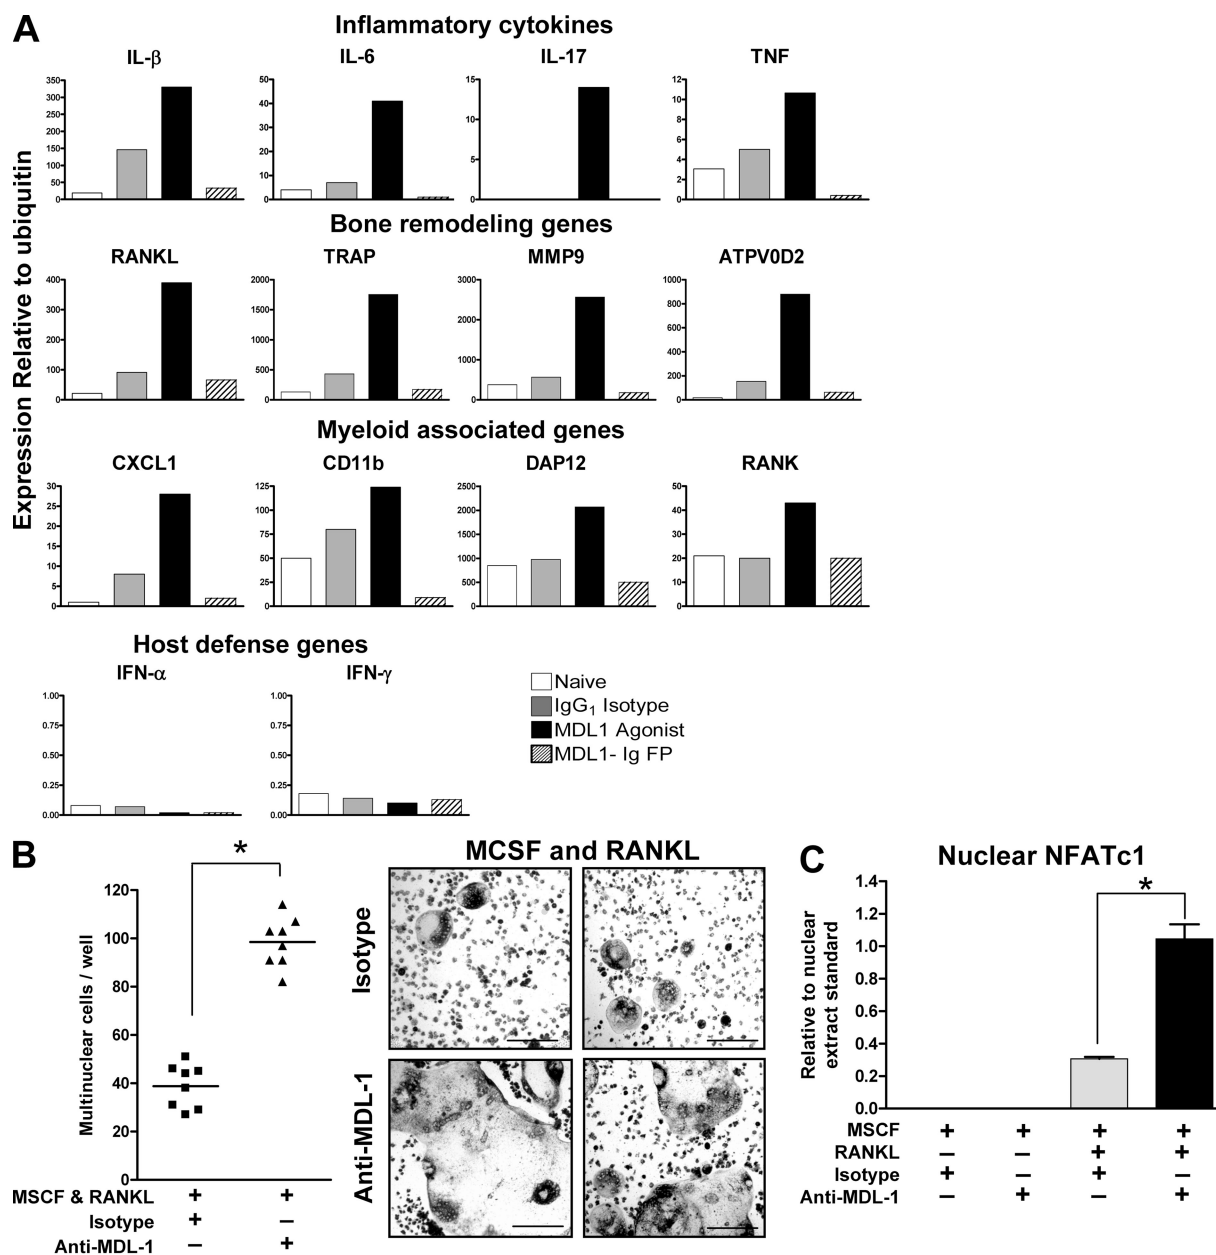 A
Inflammatory cytokines
IL-β IL-6 IL-17 TNF
350 50 15 12
300 40 10 10
250 30 5 8
200 20 0 6
150 10 4
100 0 2
50 0
0
Expression Relative to ubiquitin
Bone remodeling genes
RANKL TRAP MMP9 ATPV0D2
400 2000 3000 1000
300 1500 2000 800
200 1000 1000 600
100 500 0 400
0 0 200
0
Myeloid associated genes
CXCL1 CD11b DAP12 RANK
30 125 2500 50
25 100 2000 40
20 75 1500 30
15 50 1000 20
10 25 500 10
5 0 0 0
0
Host defense genes
IFN-α IFN-γ
1.00 1.00
0.75 0.75
0.50 0.50
0.25 0.25
0.00 0.00
Naive
IgG1 Isotype
MDL1 Agonist
MDL1- Ig FP
B
*
120
100
80
60
40
20
0
Multinuclear cells / well
MSCF & RANKL + +
Isotype + –
Anti-MDL-1 – +
MCSF and RANKL
Isotype
Anti-MDL-1
C
Nuclear NFATc1
*
1.4
1.2
1.0
0.8
0.6
0.4
0.2
0.0
Relative to nuclear
extract standard
MSCF + + + +
RANKL – – + +
Isotype + – + –
Anti-MDL-1 – + – +